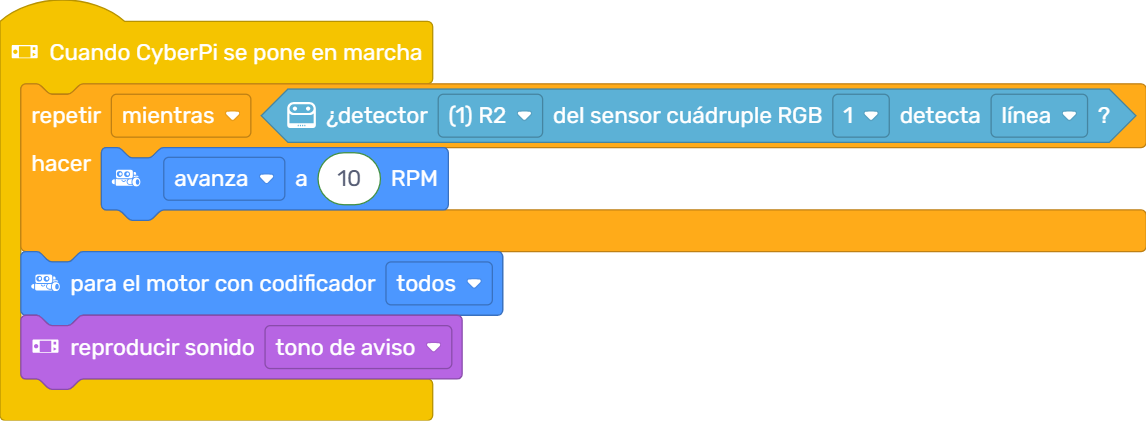 Cuando CyberPi se pone en marcha
repetir mientras ¿detector (1) R2 del sensor cuádruple RGB 1 detecta línea ?
hacer avanza a 10 RPM
para el motor con codificador todos
reproducir sonido tono de aviso